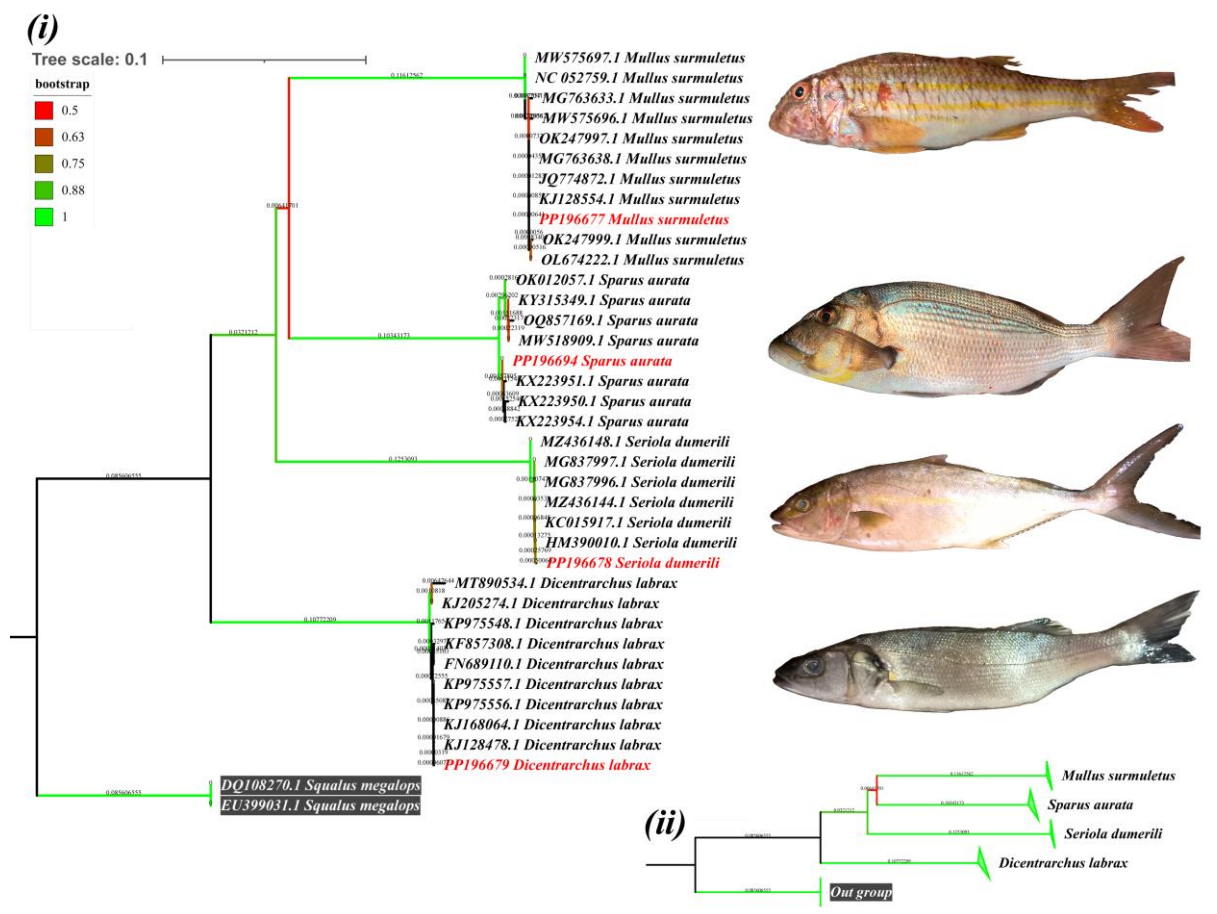 (i)
Tree scale: 0.1
bootstrap
0.5
0.63
0.75
0.88
1
0.11612562
MW575697.1 Mullus surmuletus
NC 052759.1 Mullus surmuletus
MG763633.1 Mullus surmuletus
MW575696.1 Mullus surmuletus
OK247997.1 Mullus surmuletus
MG763638.1 Mullus surmuletus
JQ774872.1 Mullus surmuletus
KJ128554.1 Mullus surmuletus
PP196677 Mullus surmuletus
OK247999.1 Mullus surmuletus
OL674222.1 Mullus surmuletus
0.00641701
OK012057.1 Sparus aurata
KY315349.1 Sparus aurata
OQ857169.1 Sparus aurata
MW518909.1 Sparus aurata
0.0321212
0.10343173
PP196694 Sparus aurata
KX223951.1 Sparus aurata
KX223950.1 Sparus aurata
KX223954.1 Sparus aurata
MZ436148.1 Seriola dumerili
0.1253093
MG837997.1 Seriola dumerili
MG837996.1 Seriola dumerili
MZ436144.1 Seriola dumerili
KC015917.1 Seriola dumerili
HM390010.1 Seriola dumerili
PP196678 Seriola dumerili
0.085606555
MT890534.1 Dicentrarchus labrax
KJ205274.1 Dicentrarchus labrax
0.10772209
KP975548.1 Dicentrarchus labrax
KF857308.1 Dicentrarchus labrax
FN689110.1 Dicentrarchus labrax
KP975557.1 Dicentrarchus labrax
KP975556.1 Dicentrarchus labrax
KJ168064.1 Dicentrarchus labrax
KJ128478.1 Dicentrarchus labrax
PP196679 Dicentrarchus labrax
0.085606555
DQ108270.1 Squalus megalops
EU399031.1 Squalus megalops
(ii)
Mullus surmuletus
Sparus aurata
Seriola dumerili
Dicentrarchus labrax
Out group